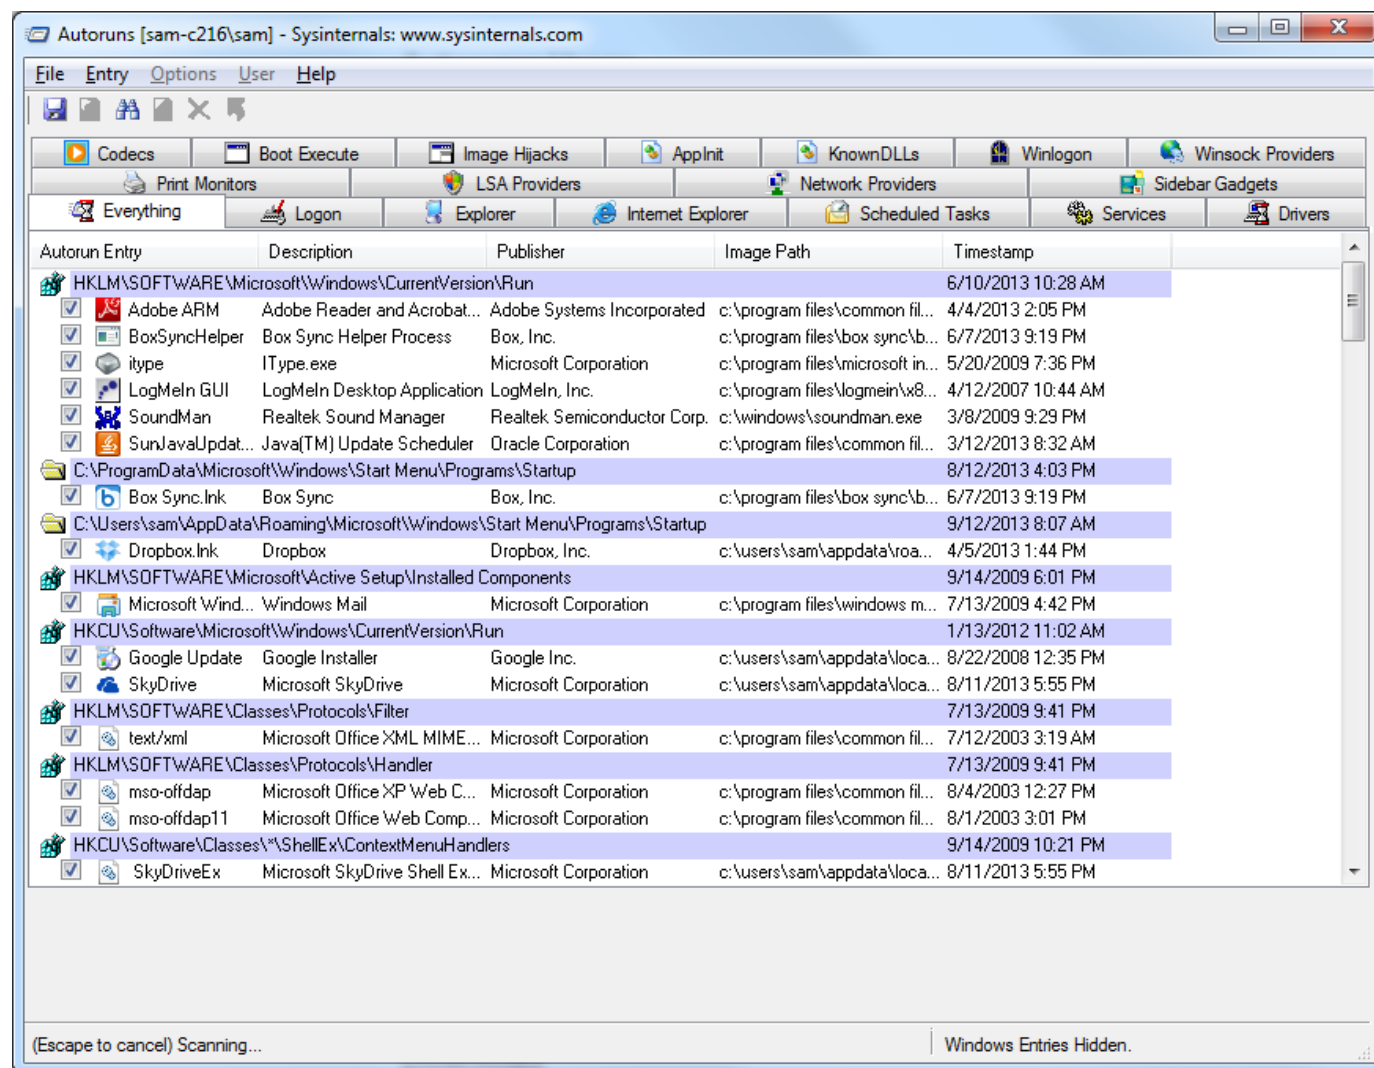 Autoruns [sam-c216\sam] - Sysinternals: www.sysinternals.com
File Entry Options User Help
Codecs Boot Execute Image Hijacks AppInit KnownDLLs Winlogon Winsock Providers
Print Monitors LSA Providers Network Providers Sidebar Gadgets
Everything Logon Explorer Internet Explorer Scheduled Tasks Services Drivers
Autorun Entry Description Publisher Image Path Timestamp
HKLM\SOFTWARE\Microsoft\Windows\CurrentVersion\Run 6/10/2013 10:28 AM
Adobe ARM Adobe Reader and Acrobat... Adobe Systems Incorporated c:\program files\common fil... 4/4/2013 2:05 PM
BoxSyncHelper Box Sync Helper Process Box, Inc. c:\program files\box sync\b... 6/7/2013 9:19 PM
itype IType.exe Microsoft Corporation c:\program files\microsoft in... 5/20/2009 7:36 PM
LogMeIn GUI LogMeIn Desktop Application LogMeIn, Inc. c:\program files\logmein\x8... 4/12/2007 10:44 AM
SoundMan Realtek Sound Manager Realtek Semiconductor Corp. c:\windows\soundman.exe 3/8/2009 9:29 PM
SunJavaUpdat... Java(TM) Update Scheduler Oracle Corporation c:\program files\common fil... 3/12/2013 8:32 AM
C:\ProgramData\Microsoft\Windows\Start Menu\Programs\Startup 8/12/2013 4:03 PM
Box Sync.lnk Box Sync Box, Inc. c:\program files\box sync\b... 6/7/2013 9:19 PM
C:\Users\sam\AppData\Roaming\Microsoft\Windows\Start Menu\Programs\Startup 9/12/2013 8:07 AM
Dropbox.lnk Dropbox Dropbox, Inc. c:\users\sam\appdata\roa... 4/5/2013 1:44 PM
HKLM\SOFTWARE\Microsoft\Active Setup\Installed Components 9/14/2009 6:01 PM
Microsoft Wind... Windows Mail Microsoft Corporation c:\program files\windows m... 7/13/2009 4:42 PM
HKCU\Software\Microsoft\Windows\CurrentVersion\Run 1/13/2012 11:02 AM
Google Update Google Installer Google Inc. c:\users\sam\appdata\loca... 8/22/2008 12:35 PM
SkyDrive Microsoft SkyDrive Microsoft Corporation c:\users\sam\appdata\loca... 8/11/2013 5:55 PM
HKLM\SOFTWARE\Classes\Protocols\Filter 7/13/2009 9:41 PM
text/xml Microsoft Office XML MIME... Microsoft Corporation c:\program files\common fil... 7/12/2003 3:19 AM
HKLM\SOFTWARE\Classes\Protocols\Handler 7/13/2009 9:41 PM
mso-offdap Microsoft Office XP Web C... Microsoft Corporation c:\program files\common fil... 8/4/2003 12:27 PM
mso-offdap11 Microsoft Office Web Comp... Microsoft Corporation c:\program files\common fil... 8/1/2003 3:01 PM
HKCU\Software\Classes\*\ShellEx\ContextMenuHandlers 9/14/2009 10:21 PM
SkyDriveEx Microsoft SkyDrive Shell Ex... Microsoft Corporation c:\users\sam\appdata\loca... 8/11/2013 5:55 PM
(Escape to cancel) Scanning... Windows Entries Hidden.